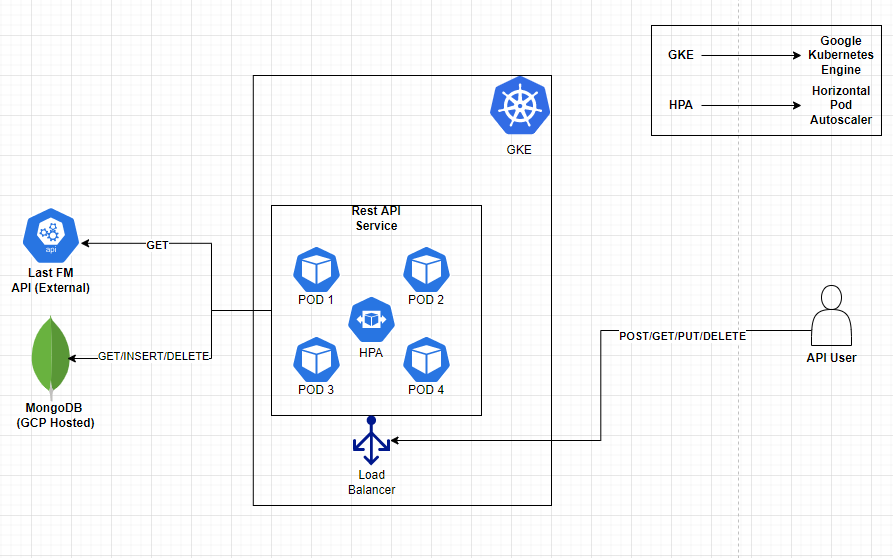 GKE
Google
Kubernetes
Engine
HPA
Horizontal
Pod
Autoscaler
GKE
Rest API
Service
POD 1
POD 2
HPA
POD 3
POD 4
Load
Balancer
GET
api
Last FM
API (External)
GET/INSERT/DELETE
MongoDB
(GCP Hosted)
POST/GET/PUT/DELETE
API User